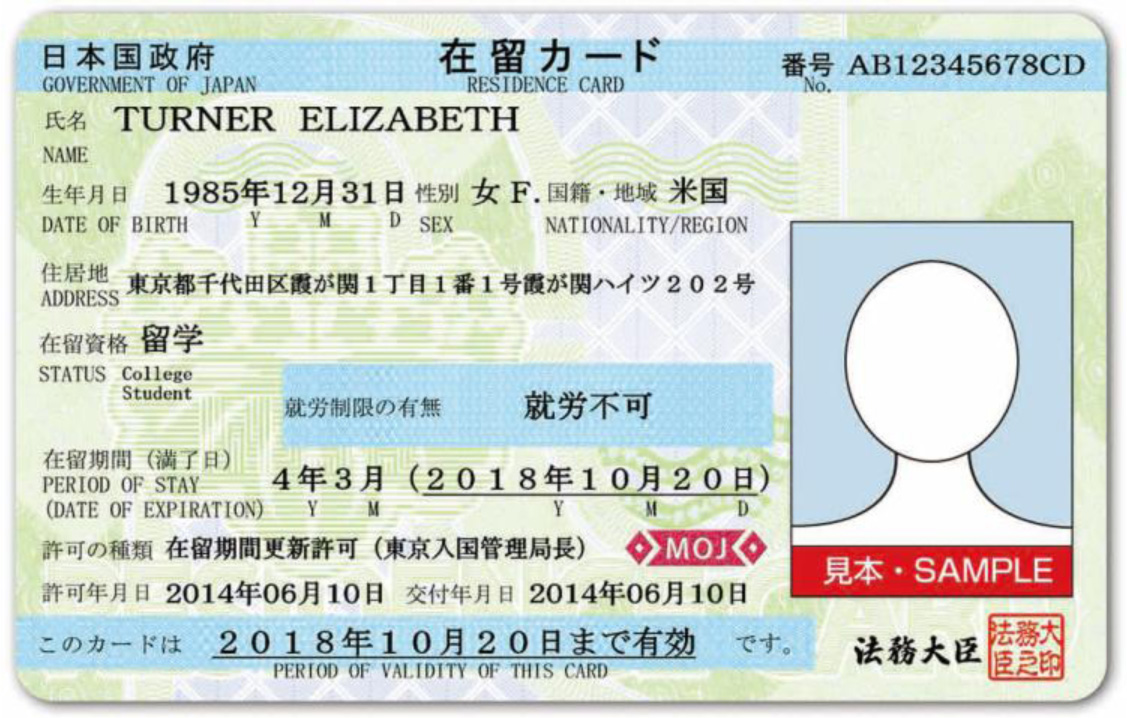 日本国政府 在留カード 番号 AB12345678CD
GOVERNMENT OF JAPAN RESIDENCE CARD No.
氏名 TURNER ELIZABETH
NAME
生年月日 1985年12月31日 性別 女 F. 国籍・地域 米国
DATE OF BIRTH Y M D SEX NATIONALITY/REGION
住居地 東京都千代田区霞が関1丁目1番1号霞が関ハイツ202号
ADDRESS
在留資格 留学
STATUS College
Student
就労制限の有無 就労不可
在留期間(満了日)
PERIOD OF STAY 4年3月(2018年10月20日)
(DATE OF EXPIRATION) Y M Y M D
許可の種類 在留期間更新許可(東京入国管理局長) MOJ
見本・SAMPLE
許可年月日 2014年06月10日 交付年月日 2014年06月10日
このカードは 2018年10月20日まで有効 です。
PERIOD OF VALIDITY OF THIS CARD
法務大臣
法務大
臣之印